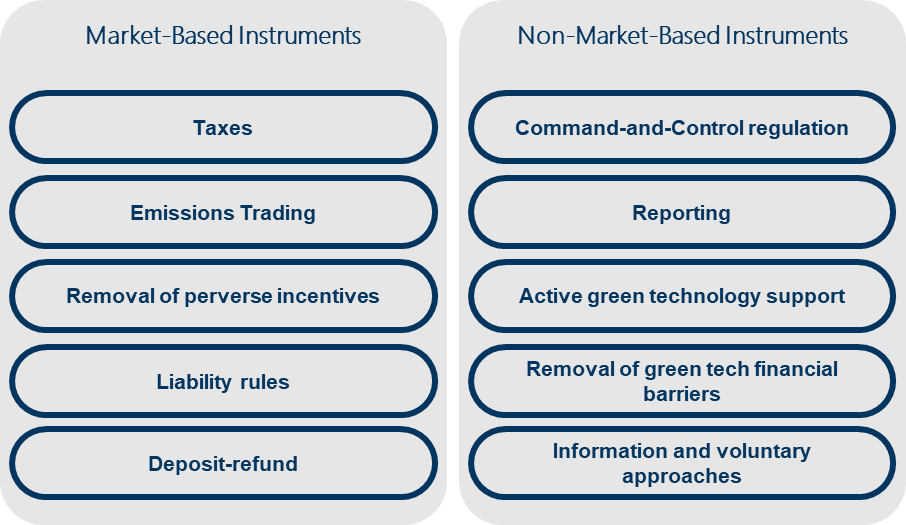 Market-Based Instruments
Taxes
Emissions Trading
Removal of perverse incentives
Liability rules
Deposit-refund
Non-Market-Based Instruments
Command-and-Control regulation
Reporting
Active green technology support
Removal of green tech financial
barriers
Information and voluntary
approaches